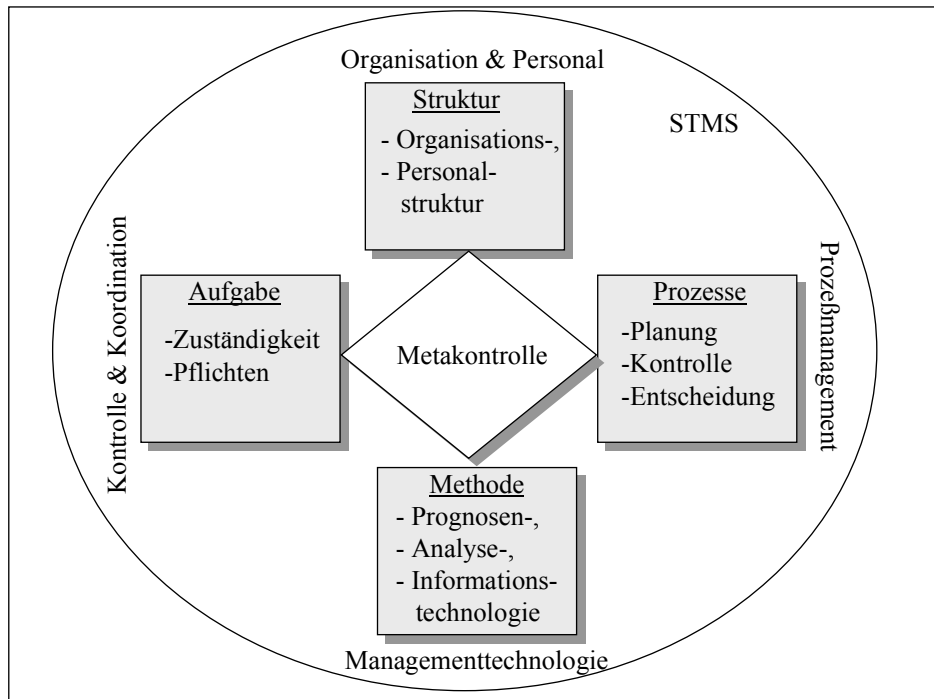 Organisation & Personal
Struktur
- Organisations-,
- Personal-
struktur
STMS
Kontrolle & Koordination
Aufgabe
-Zuständigkeit
-Pflichten
Metakontrolle
Prozesse
-Planung
-Kontrolle
-Entscheidung
Prozeßmanagement
Methode
- Prognosen-,
- Analyse-,
- Informations-
technologie
Managementtechnologie